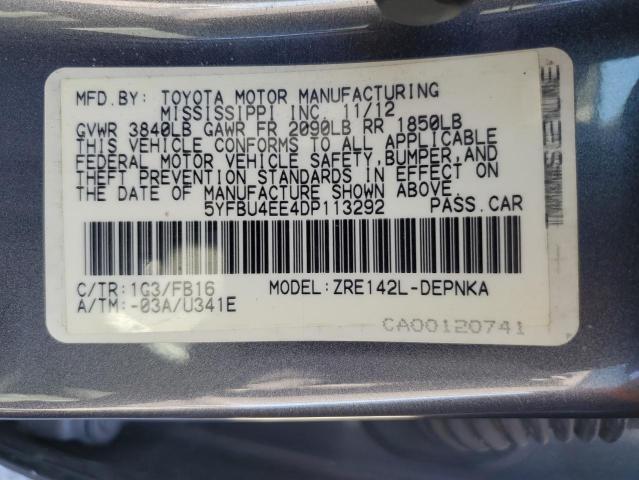 MFD.BY: TOYOTA MOTOR MANUFACTURING
MISSISSIPPI INC. 11/12
GVWR 3840LB GAWR FR 2090LB RR 1850LB
THIS VEHICLE CONFORMS TO ALL APPLICABLE
FEDERAL MOTOR VEHICLE SAFETY,BUMPER,AND
THEFT PREVENTION STANDARDS IN EFFECT ON
THE DATE OF MANUFACTURE SHOWN ABOVE.
5YFBU4EE4DP113292 PASS.CAR
C/TR:1G3/FB16 MODEL:ZRE142L-DEPNKA
A/TM:-03A/U341E
CA00120741